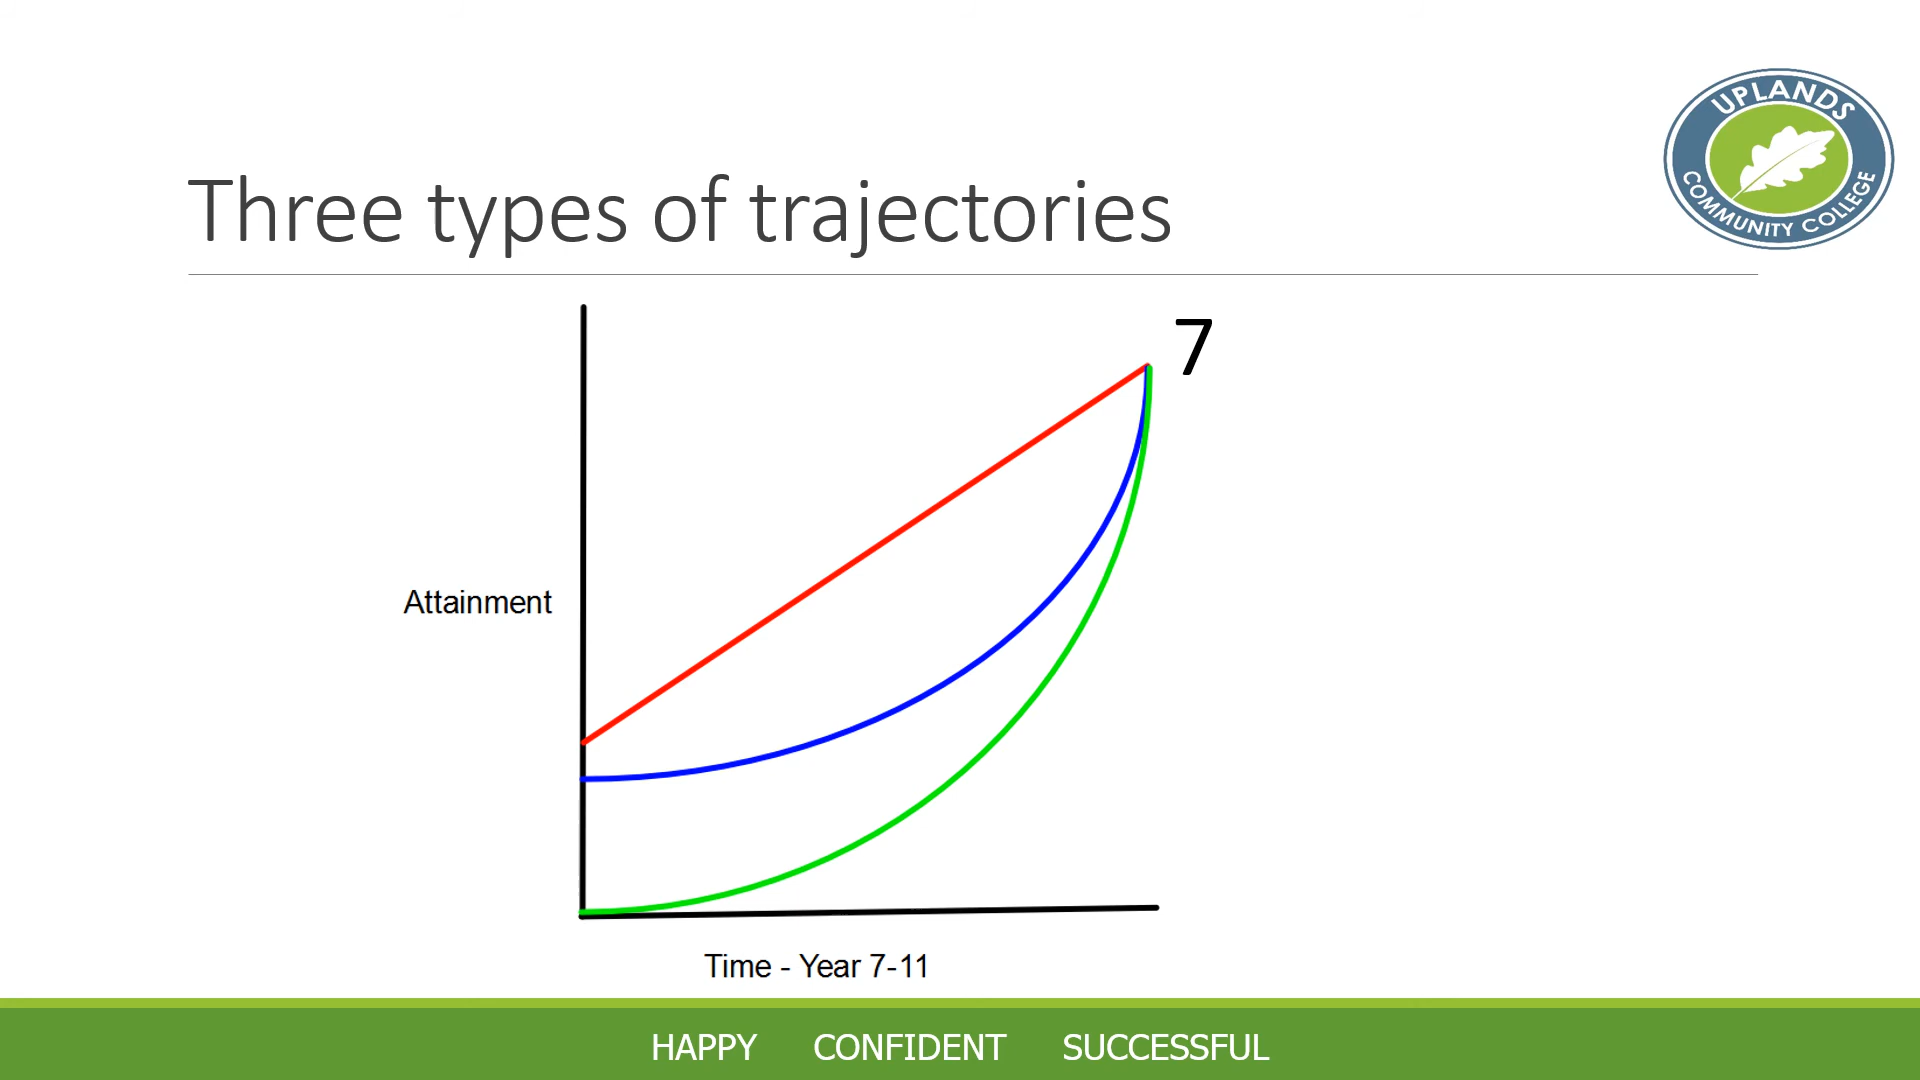 UPLANDS
COMMUNITY COLLEGE
Three types of trajectories
7
Attainment
Time - Year 7-11
HAPPY CONFIDENT SUCCESSFUL